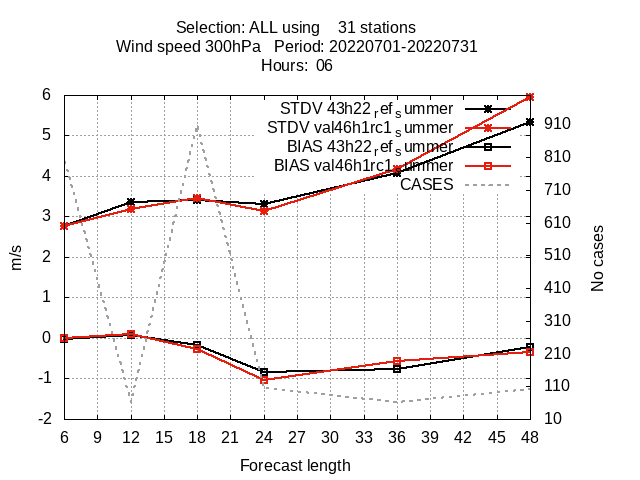 Selection: ALL using    31 stations
Wind speed 300hPa   Period: 20220701-20220731
Hours:  06
STDV 43h22_ref_summer
STDV val46h1rc1_summer
BIAS 43h22_ref_summer
BIAS val46h1rc1_summer
CASES
6
5
4
3
2
1
0
-1
-2
m/s
910
810
710
610
510
410
310
210
110
10
No cases
6 9 12 15 18 21 24 27 30 33 36 39 42 45 48
Forecast length